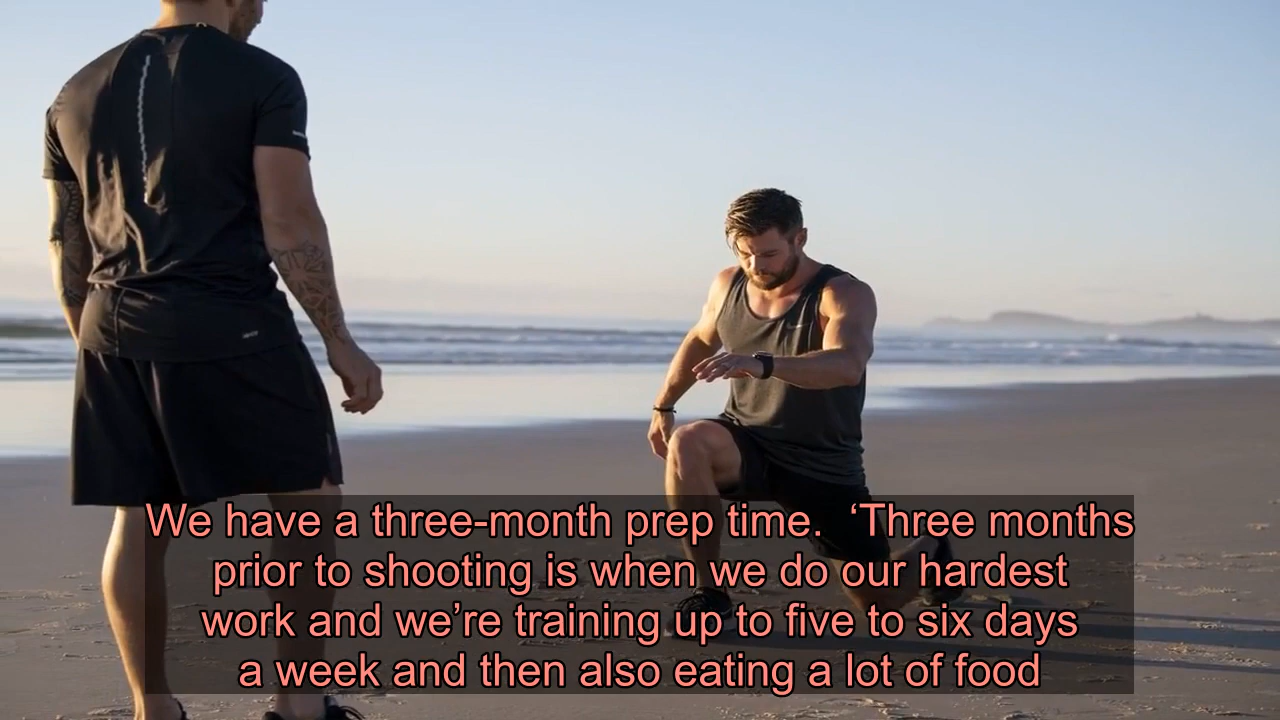 We have a three-month prep time.  ‘Three months
prior to shooting is when we do our hardest
work and we’re training up to five to six days
a week and then also eating a lot of food